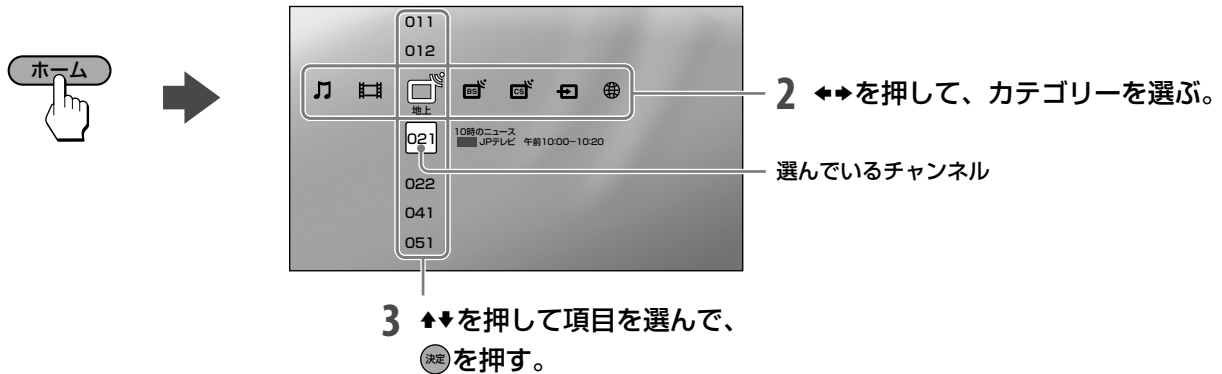 ホーム
011
012
BS
CS
地上
021
10時のニュース
JPテレビ 午前10:00-10:20
022
041
051
2 ←→を押して、カテゴリーを選ぶ。
選んでいるチャンネル
3 ↑↓を押して項目を選んで、
決定を押す。